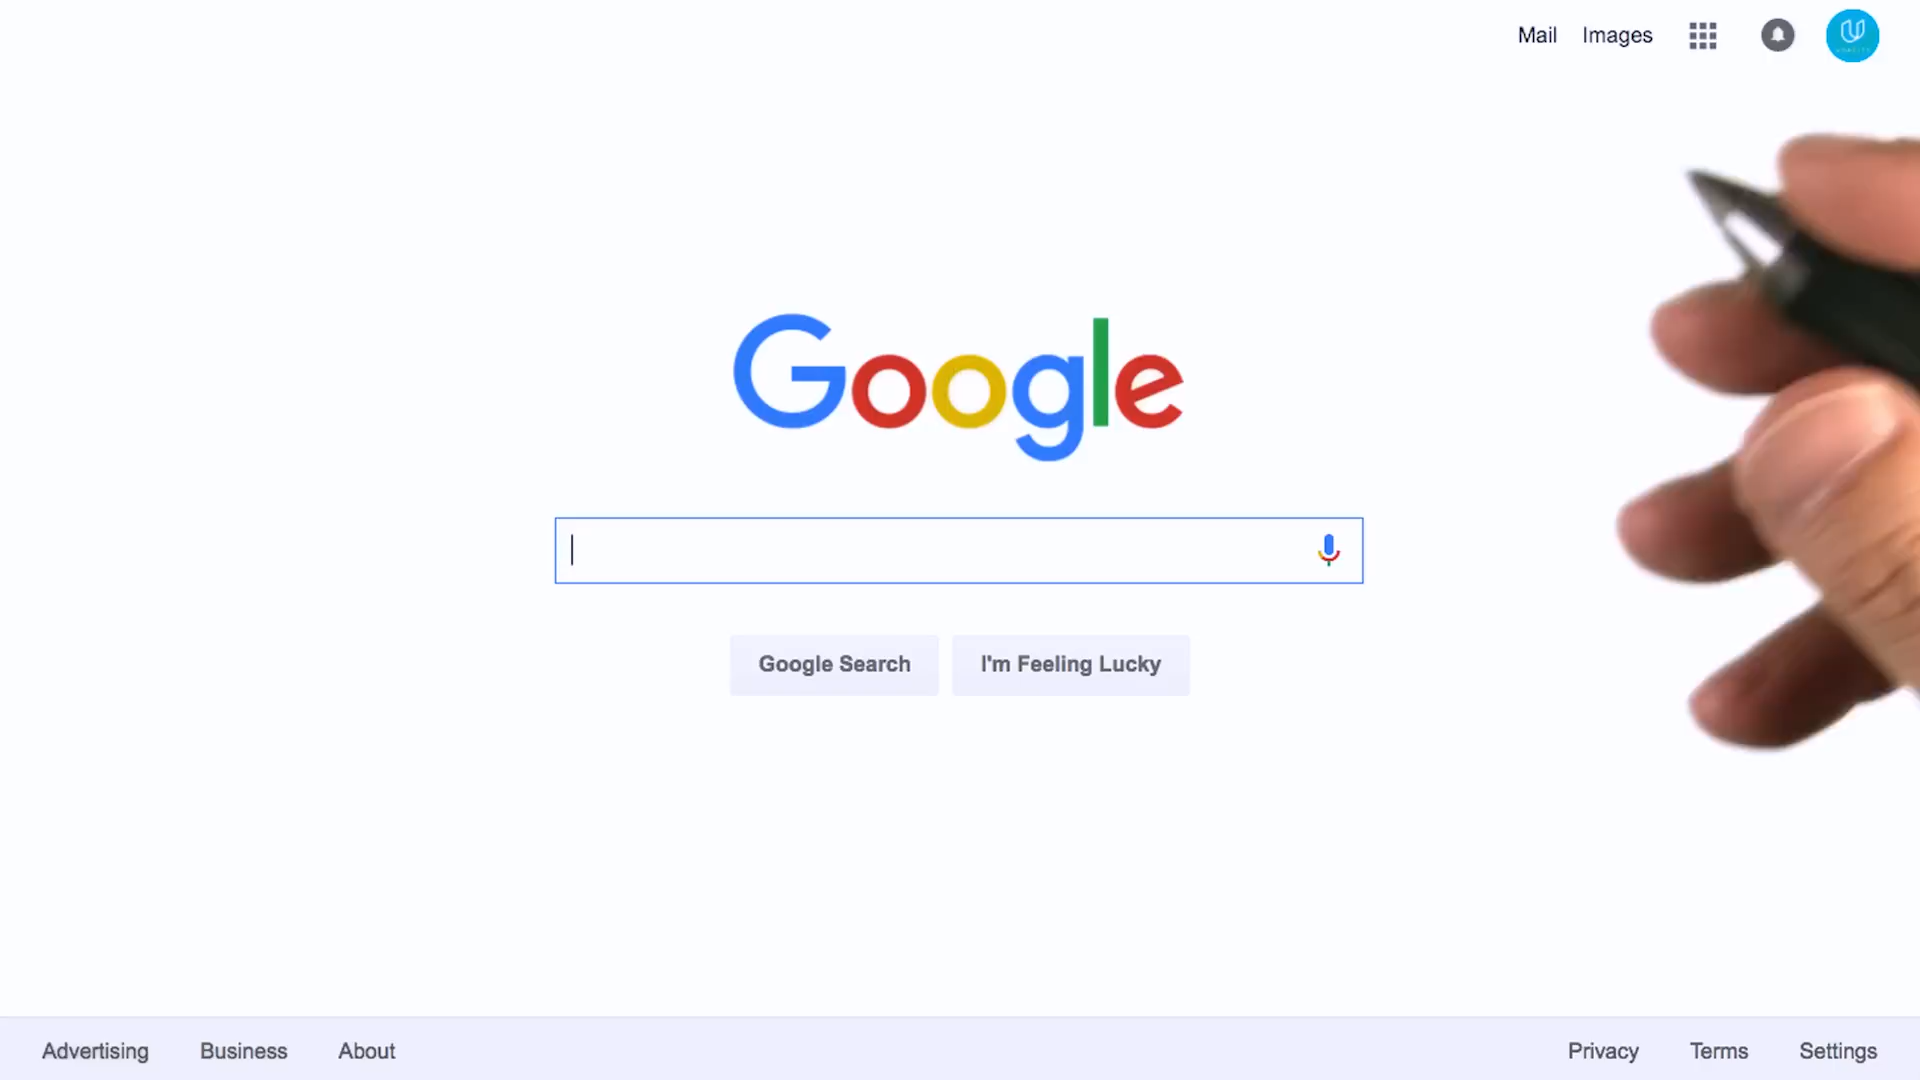 Mail Images
Google
Google Search I'm Feeling Lucky
Advertising Business About Privacy Terms Settings